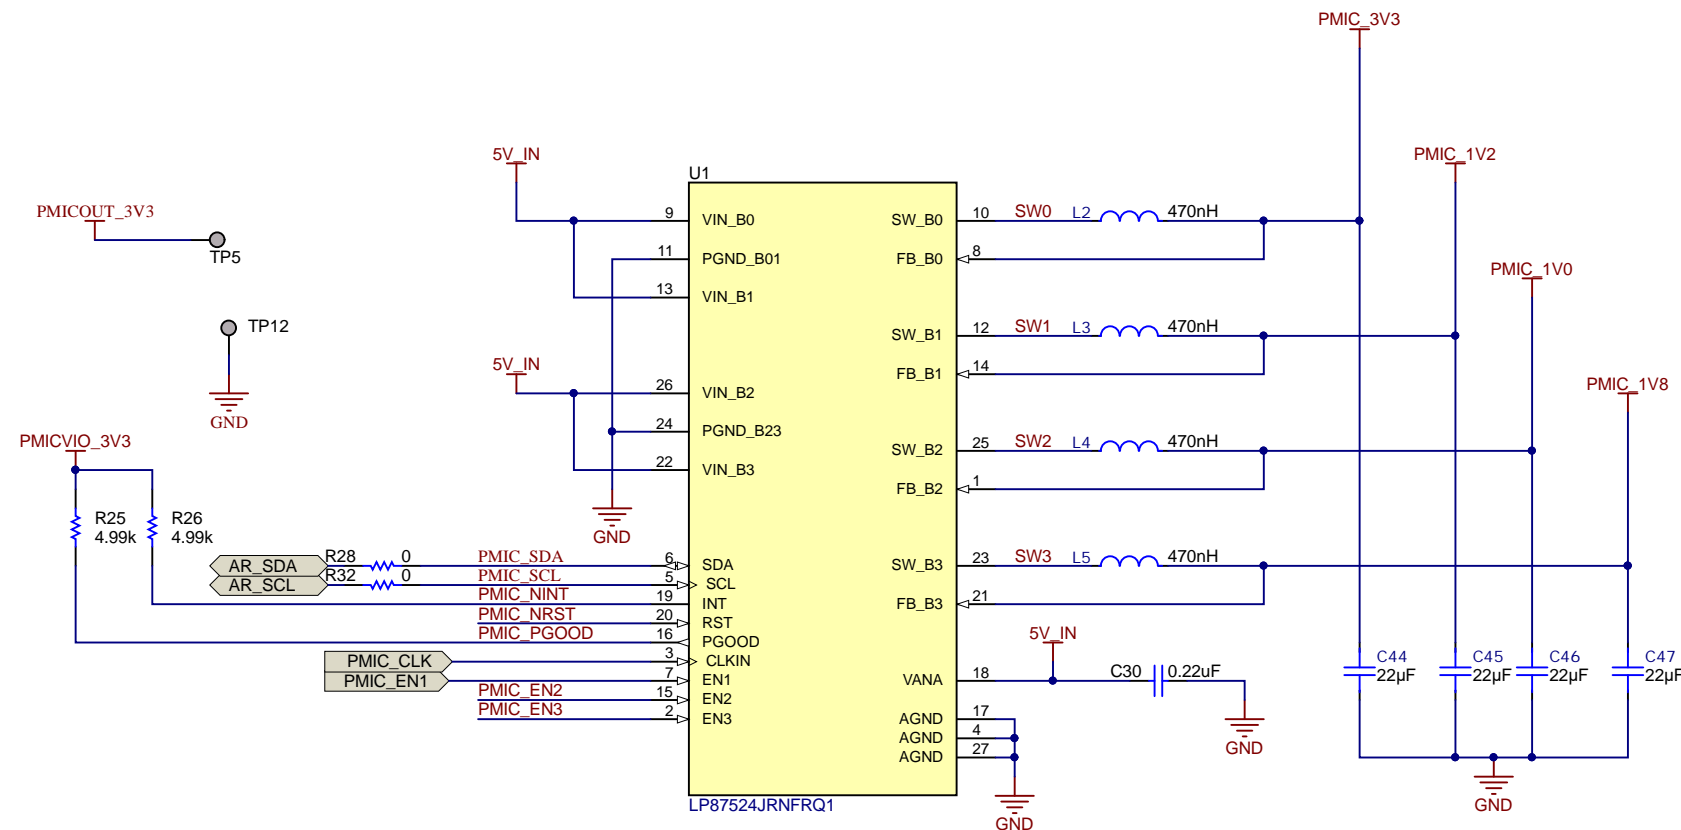 PMIC_3V3
PMIC_1V2
PMIC_1V0
PMIC_1V8
5V_IN
U1
PMICOUT_3V3
TP5
TP12
GND
9 VIN_B0
11 PGND_B01
13 VIN_B1
5V_IN
26 VIN_B2
24 PGND_B23
22 VIN_B3
GND
PMICVIO_3V3
R25
4.99k
R26
4.99k
AR_SDA R28 0 PMIC_SDA 6 SDA
AR_SCL R32 0 PMIC_SCL 5 SCL
PMIC_NINT 19 INT
PMIC_NRST 20 RST
PMIC_PGOOD 16 PGOOD
PMIC_CLK 3 CLKIN
PMIC_EN1 7 EN1
PMIC_EN2 15 EN2
PMIC_EN3 2 EN3
LP87524JRNFRQ1
SW_B0 10 SW0 L2 470nH
FB_B0 8
SW_B1 12 SW1 L3 470nH
FB_B1 14
SW_B2 25 SW2 L4 470nH
FB_B2 1
SW_B3 23 SW3 L5 470nH
FB_B3 21
5V_IN
VANA 18 C30 0.22uF
GND
AGND 17
AGND 4
AGND 27
GND
C44
22µF
C45
22µF
C46
22µF
C47
22µF
GND